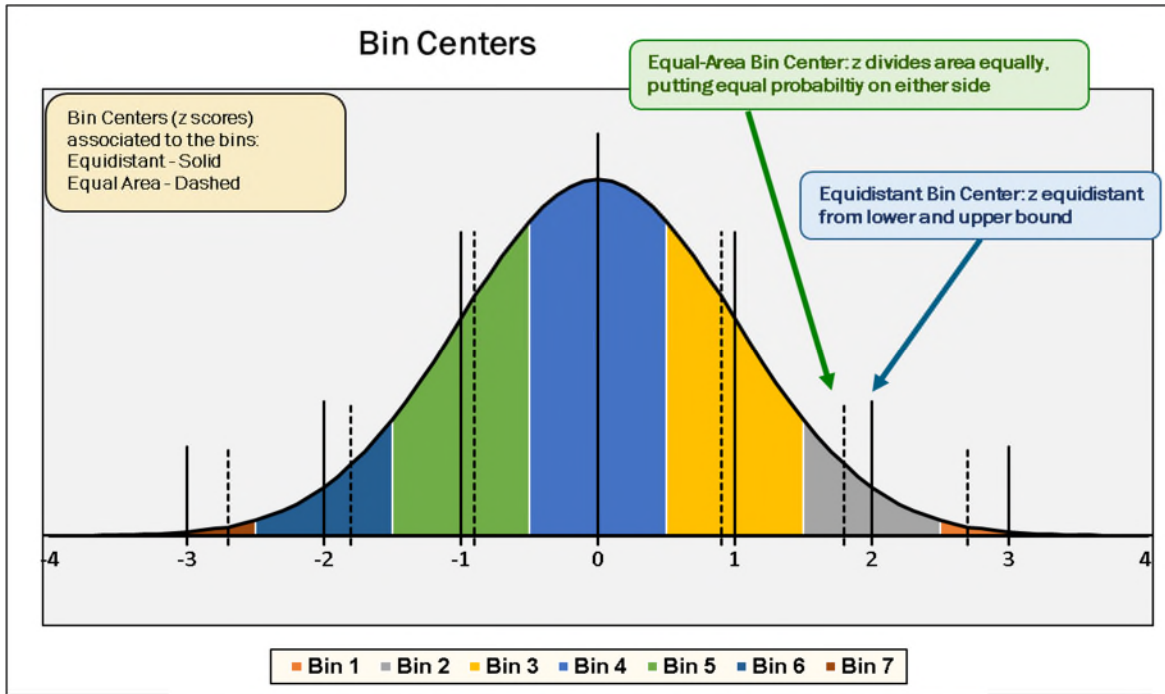 Bin Centers
Equal-Area Bin Center: z divides area equally,
putting equal probabiltiy on either side
Bin Centers (z scores)
associated to the bins:
Equidistant - Solid
Equal Area - Dashed
Equidistant Bin Center: z equidistant
from lower and upper bound
-4 -3 -2 -1 0 1 2 3 4
Bin 1 Bin 2 Bin 3 Bin 4 Bin 5 Bin 6 Bin 7